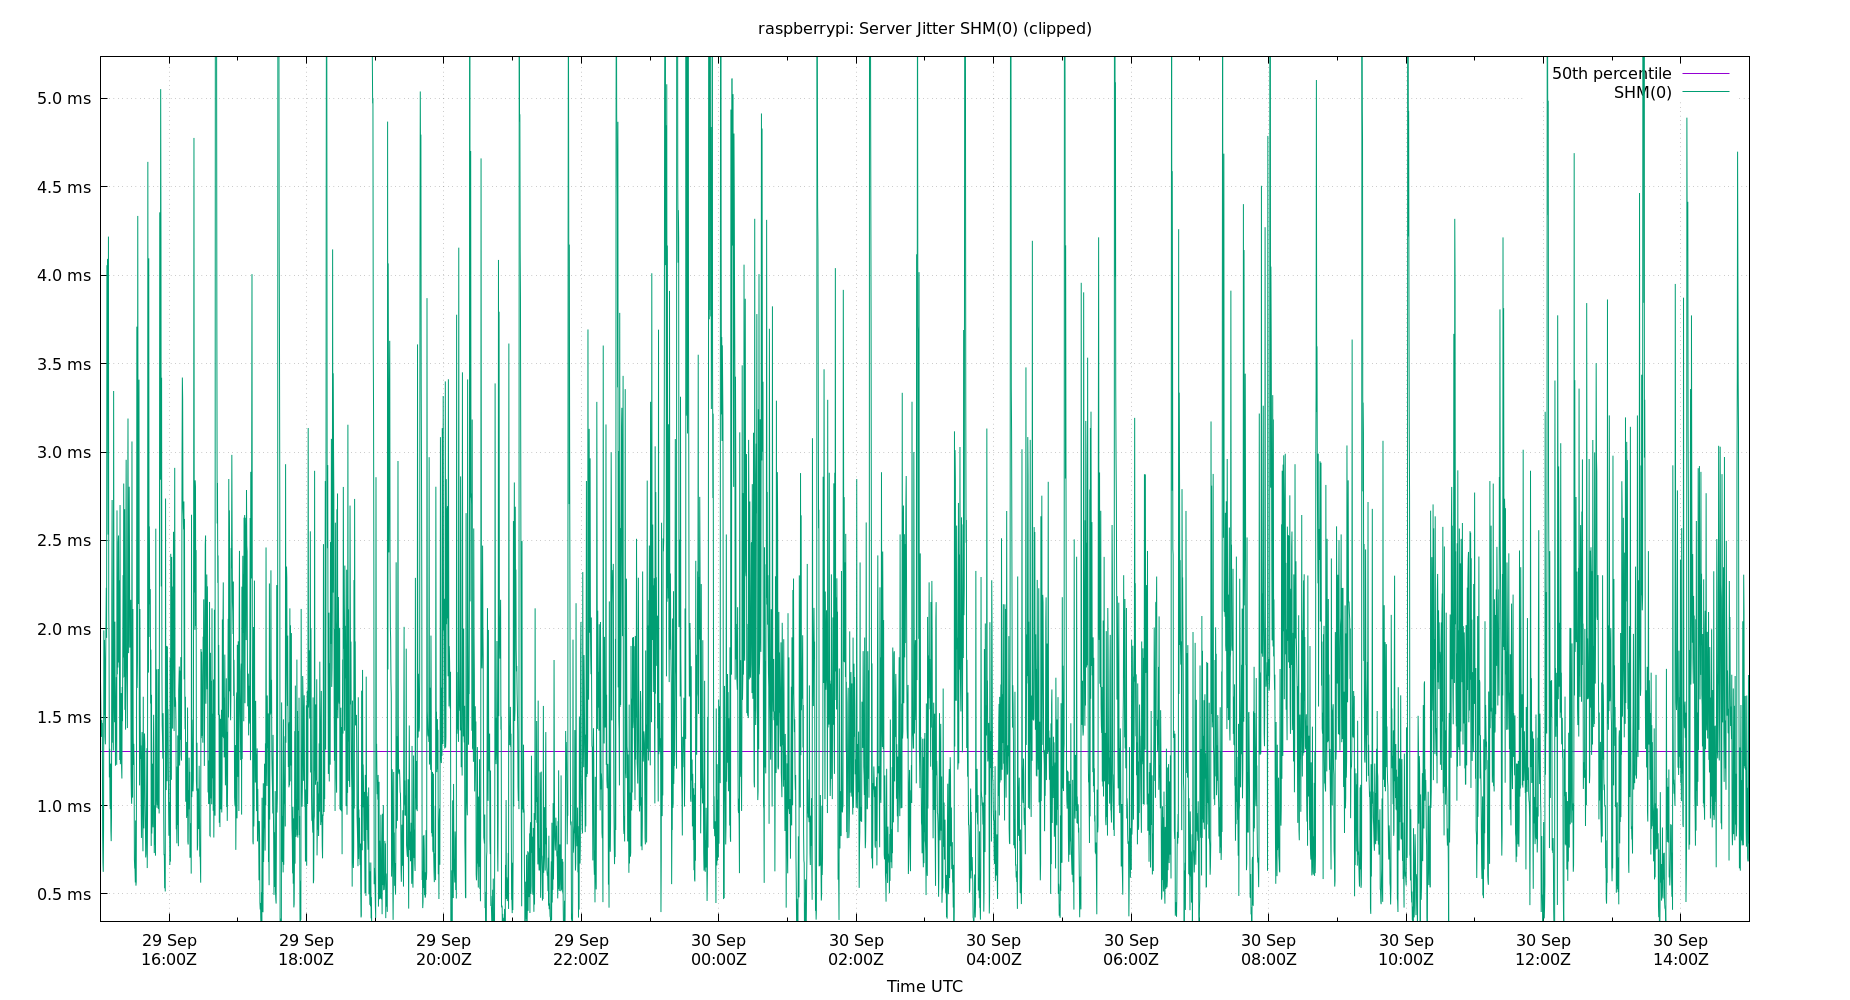 raspberrypi: Server Jitter SHM(0) (clipped)
50th percentile
SHM(0)
5.0 ms
4.5 ms
4.0 ms
3.5 ms
3.0 ms
2.5 ms
2.0 ms
1.5 ms
1.0 ms
0.5 ms
29 Sep 29 Sep 29 Sep 29 Sep 30 Sep 30 Sep 30 Sep 30 Sep 30 Sep 30 Sep 30 Sep 30 Sep
16:00Z 18:00Z 20:00Z 22:00Z 00:00Z 02:00Z 04:00Z 06:00Z 08:00Z 10:00Z 12:00Z 14:00Z
Time UTC